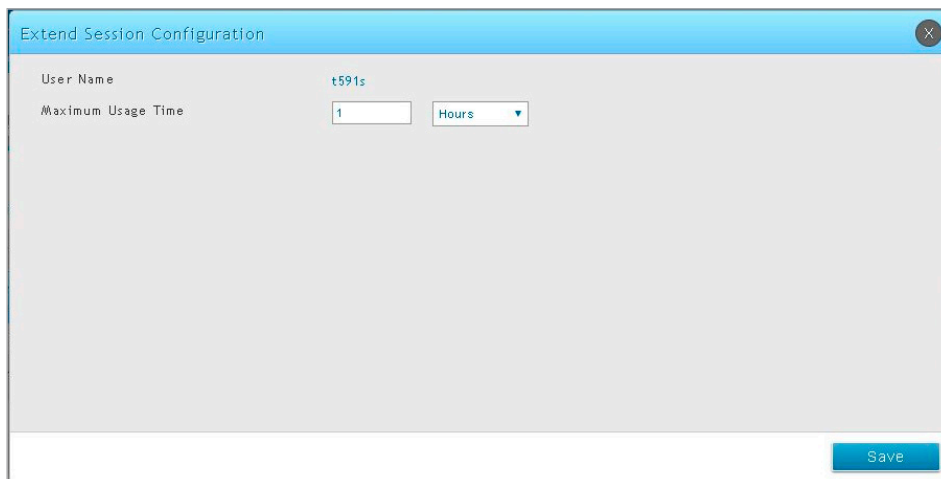 Extend Session Configuration
X
User Name
t591s
Maximum Usage Time
1
Hours
Save